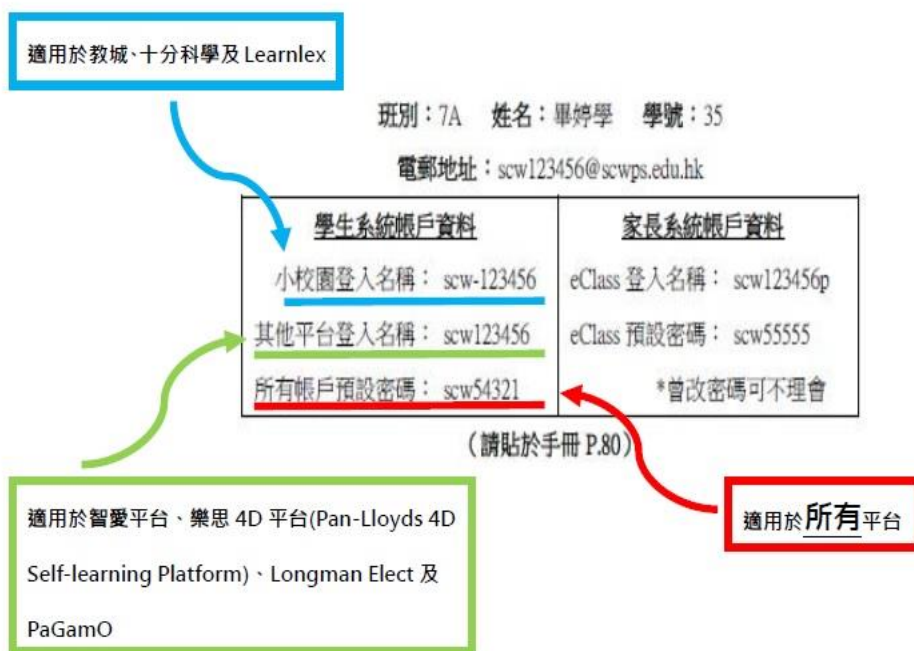 適用於教城、十分科學及 Learnlex
班別：7A 姓名：畢婷學 學號：35
電郵地址：scw123456@scwps.edu.hk
學生系統帳戶資料
小校園登入名稱： scw-123456
其他平台登入名稱： scw123456
所有帳戶預設密碼： scw54321
家長系統帳戶資料
eClass 登入名稱： scw123456p
eClass 預設密碼： scw55555
*曾改密碼可不理會
（請貼於手冊 P.80）
適用於智愛平台、樂思 4D 平台(Pan-Lloyds 4D
Self-learning Platform)、Longman Elect 及
PaGamO
適用於所有平台